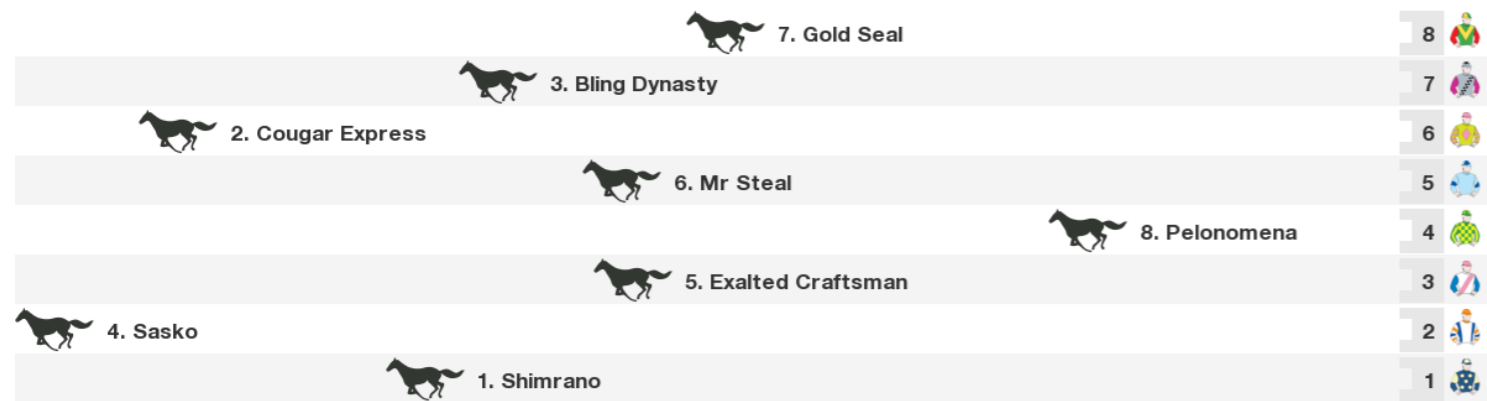 7. Gold Seal 8
3. Bling Dynasty 7
2. Cougar Express 6
6. Mr Steal 5
8. Pelonomena 4
5. Exalted Craftsman 3
4. Sasko 2
1. Shimrano 1